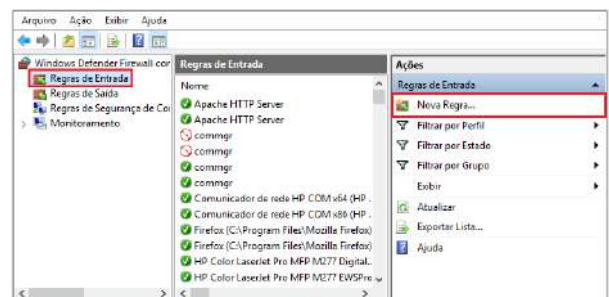 Arquivo Ação Exibir Ajuda
Windows Defender Firewall com
Regras de Entrada
Regras de Saída
Regras de Segurança de Co
Monitoramento
Regras de Entrada
Nome
Apache HTTP Server
Apache HTTP Server
commgr
commgr
commgr
commgr
Comunicador de rede HP COM x64 (HP .
Comunicador de rede HP COM x86 (HP .
Firefox (C:\Program Files\Mozilla Firefox)
Firefox (C:\Program Files\Mozilla Firefox)
HP Color LaserJet Pro MFP M277 Digital..
HP Color LaserJet Pro MFP M277 EWSPro
Ações
Regras de Entrada
Nova Regra...
Filtrar por Perfil
Filtrar por Estado
Filtrar por Grupo
Exibir
Atualizar
Exportar Lista...
Ajuda